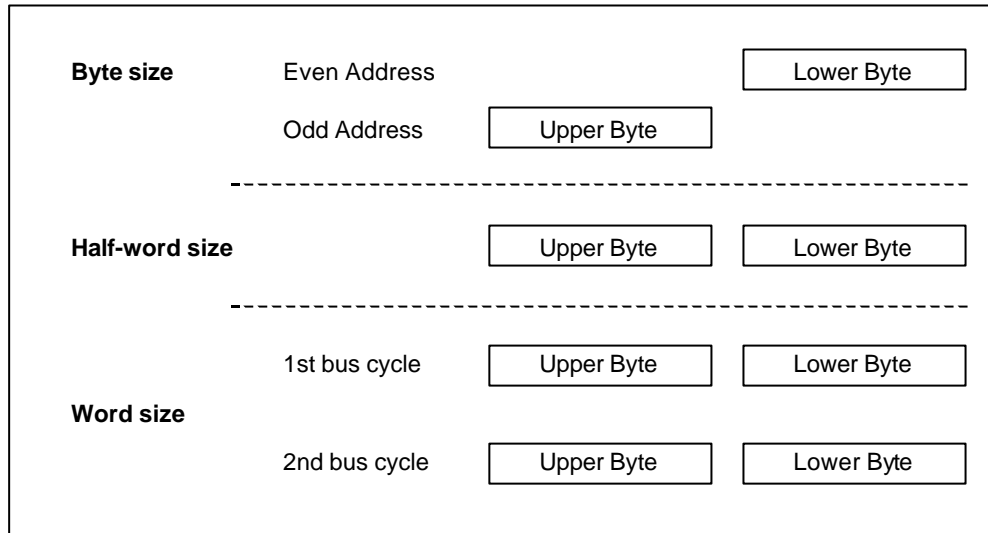 Byte size Even Address Lower Byte
Odd Address Upper Byte
Half-word size Upper Byte Lower Byte
1st bus cycle Upper Byte Lower Byte
Word size
2nd bus cycle Upper Byte Lower Byte